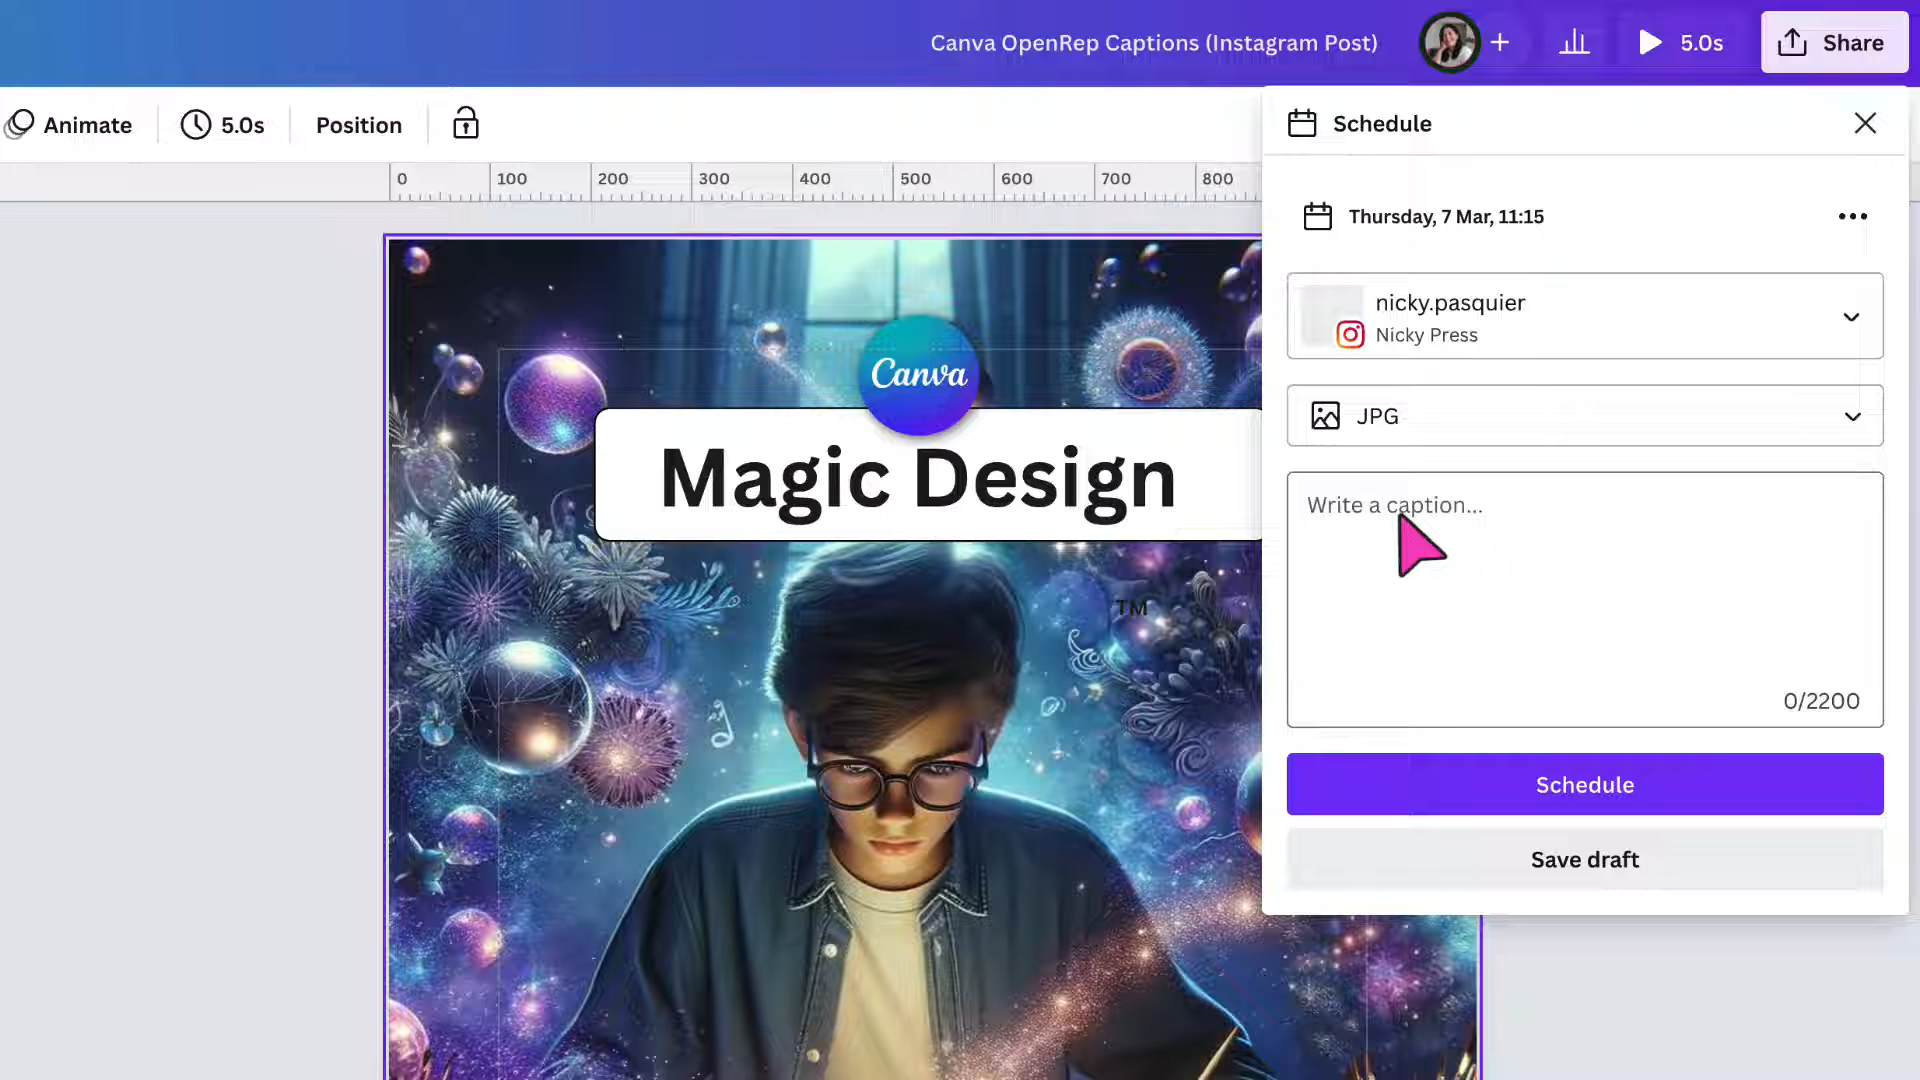 Canva OpenRep Captions (Instagram Post)
5.0s
Share
Animate
5.0s
Position
0 100 200 300 400 500 600 700 800
Schedule
Thursday, 7 Mar, 11:15
nicky.pasquier
Nicky Press
JPG
Write a caption...
0/2200
Schedule
Save draft
Canva
Magic Design
TM